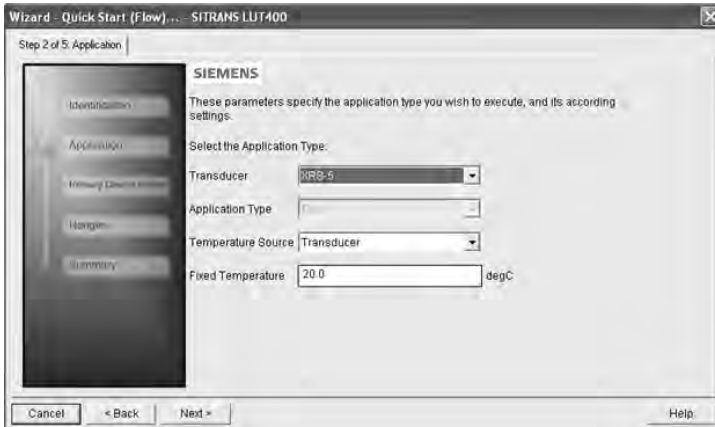 Wizard - Quick Start (Flow)... - SITRANS LUT400
Step 2 of 5: Application
SIEMENS
These parameters specify the application type you wish to execute, and its according
settings.
Identification
Application
Select the Application Type:
Transducer XRS-5
Application Type
Ranges
Temperature Source Transducer
Summary
Fixed Temperature 20.0 degC
Cancel < Back Next > Help